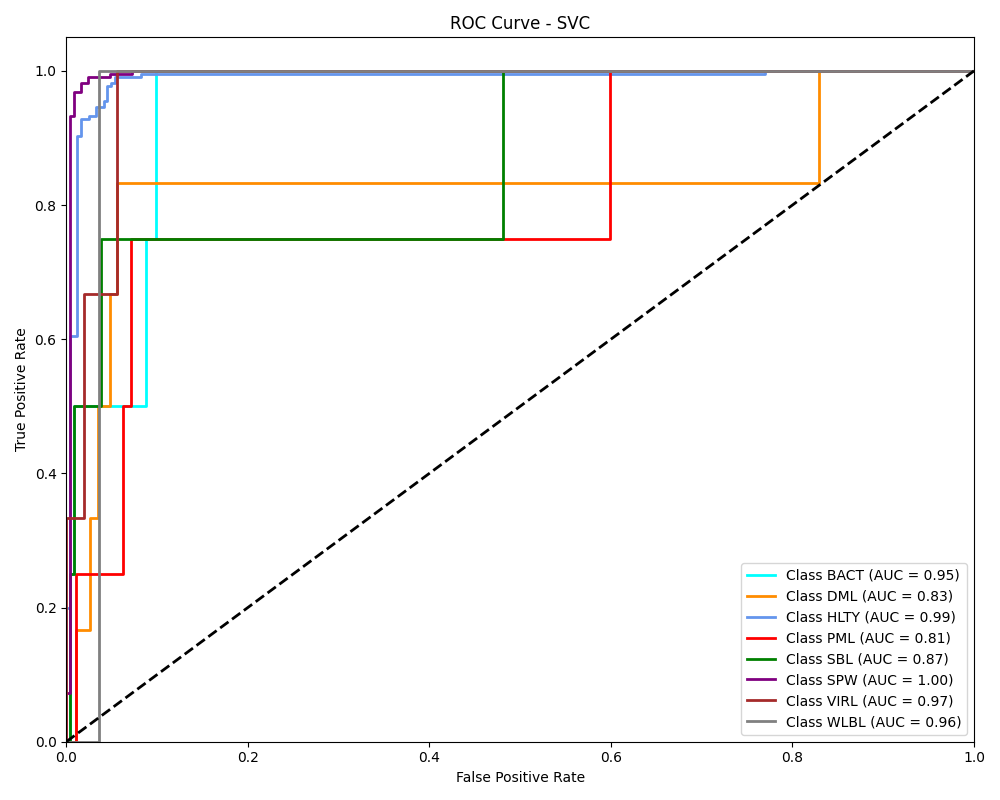 ROC Curve - SVC
True Positive Rate
1.0
0.8
0.6
0.4
0.2
0.0
Class BACT (AUC = 0.95)
Class DML (AUC = 0.83)
Class HLTY (AUC = 0.99)
Class PML (AUC = 0.81)
Class SBL (AUC = 0.87)
Class SPW (AUC = 1.00)
Class VIRL (AUC = 0.97)
Class WLBL (AUC = 0.96)
0.0 0.2 0.4 0.6 0.8 1.0
False Positive Rate